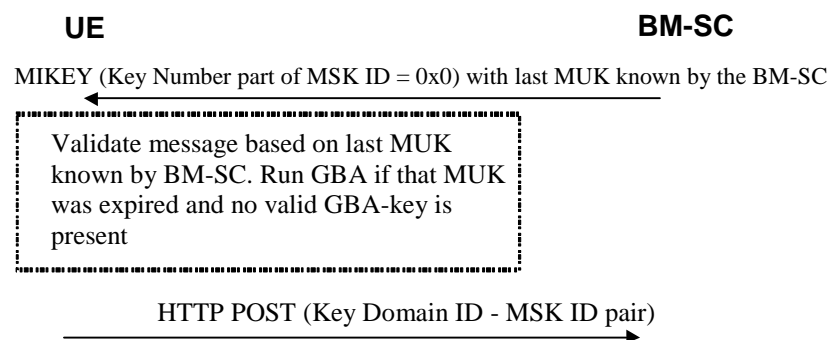 UE BM-SC
MIKEY (Key Number part of MSK ID = 0x0) with last MUK known by the BM-SC
Validate message based on last MUK
known by BM-SC. Run GBA if that MUK
was expired and no valid GBA-key is
present
HTTP POST (Key Domain ID - MSK ID pair)